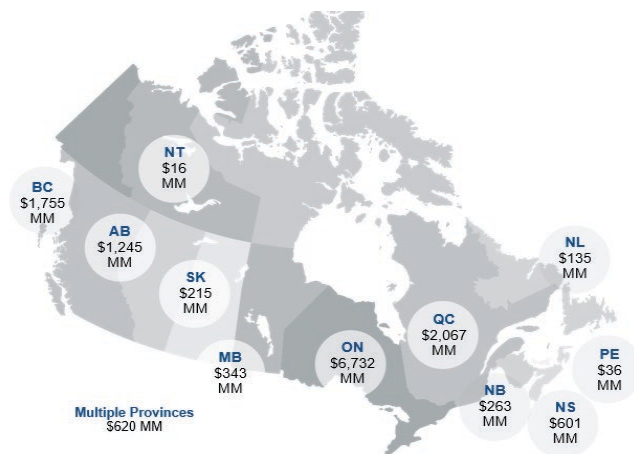 NT
$16
MM
BC
$1,755
MM
AB
$1,245
MM
SK
$215
MM
MB
$343
MM
ON
$6,732
MM
QC
$2,067
MM
NL
$135
MM
PE
$36
MM
NB
$263
MM
NS
$601
MM
Multiple Provinces
$620 MM